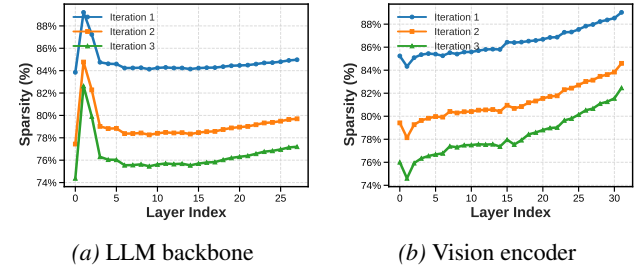 Sparsity (%)
88%
86%
84%
82%
80%
78%
76%
74%
Iteration 1
Iteration 2
Iteration 3
0 5 10 15 20 25
Layer Index
(a) LLM backbone
Sparsity (%)
88%
86%
84%
82%
80%
78%
76%
74%
Iteration 1
Iteration 2
Iteration 3
0 5 10 15 20 25 30
Layer Index
(b) Vision encoder